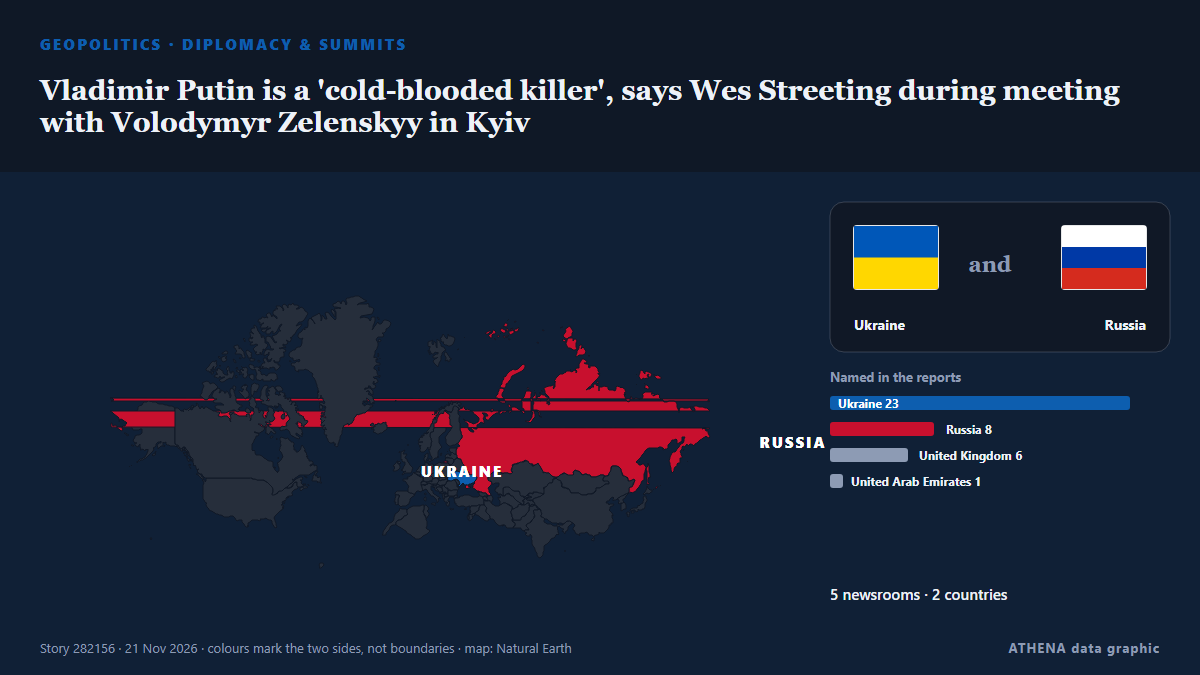 GEOPOLITICS · DIPLOMACY & SUMMITS
Vladimir Putin is a 'cold-blooded killer', says Wes Streeting during meeting
with Volodymyr Zelenskyy in Kyiv
and
Ukraine
Russia
Named in the reports
Ukraine 23
Russia 8
United Kingdom 6
United Arab Emirates 1
RUSSIA
UKRAINE
5 newsrooms · 2 countries
Story 282156 · 21 Nov 2026 · colours mark the two sides, not boundaries · map: Natural Earth
ATHENA data graphic